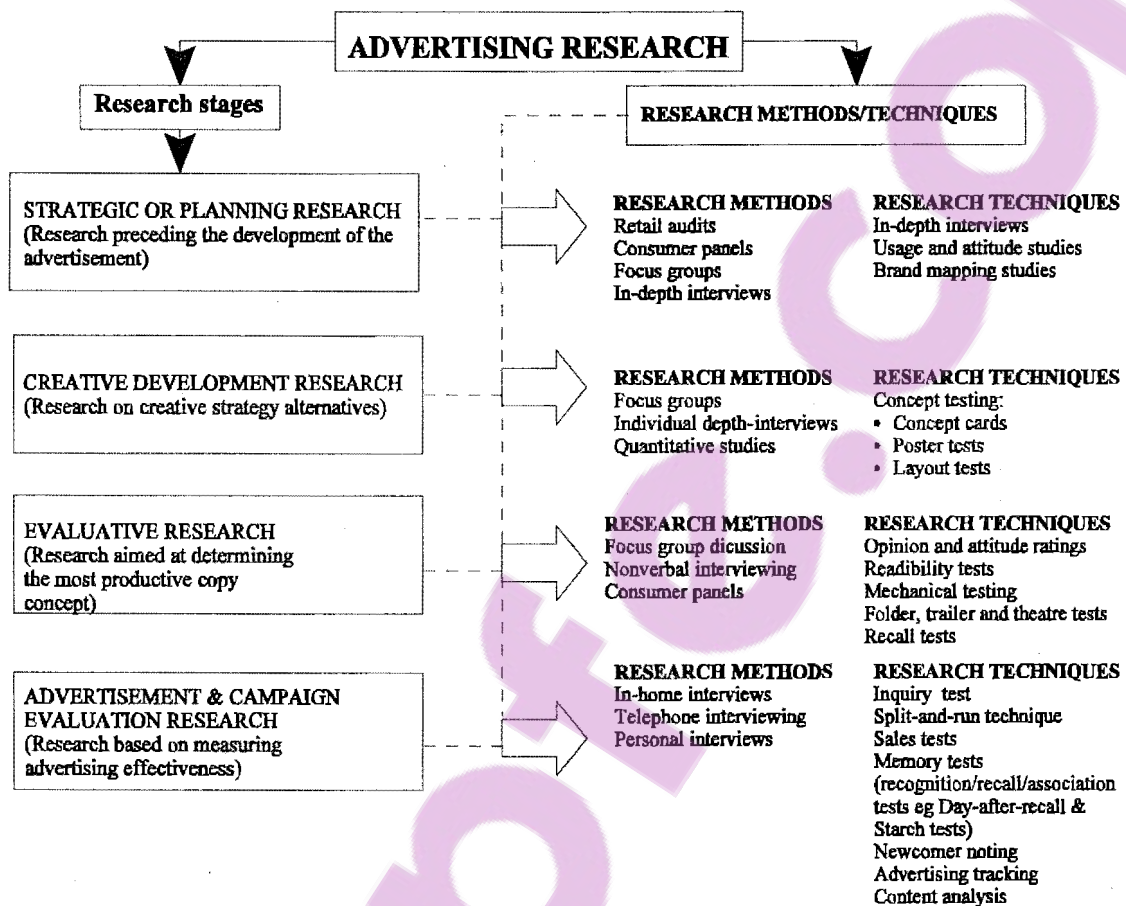 ADVERTISING RESEARCH
Research stages
RESEARCH METHODS/TECHNIQUES
STRATEGIC OR PLANNING RESEARCH
(Research preceding the development of the
advertisement)
RESEARCH METHODS
Retail audits
Consumer panels
Focus groups
In-depth interviews
RESEARCH TECHNIQUES
In-depth interviews
Usage and attitude studies
Brand mapping studies
CREATIVE DEVELOPMENT RESEARCH
(Research on creative strategy alternatives)
RESEARCH METHODS
Focus groups
Individual depth-interviews
Quantitative studies
RESEARCH TECHNIQUES
Concept testing:
• Concept cards
• Poster tests
• Layout tests
EVALUATIVE RESEARCH
(Research aimed at determining
the most productive copy
concept)
RESEARCH METHODS
Focus group dicussion
Nonverbal interviewing
Consumer panels
RESEARCH TECHNIQUES
Opinion and attitude ratings
Readibility tests
Mechanical testing
Folder, trailer and theatre tests
Recall tests
ADVERTISEMENT & CAMPAIGN
EVALUATION RESEARCH
(Research based on measuring
advertising effectiveness)
RESEARCH METHODS
In-home interviews
Telephone interviewing
Personal interviews
RESEARCH TECHNIQUES
Inquiry test
Split-and-run technique
Sales tests
Memory tests
(recognition/recall/association
tests eg Day-after-recall &
Starch tests)
Newcomer noting
Advertising tracking
Content analysis
pfe.co